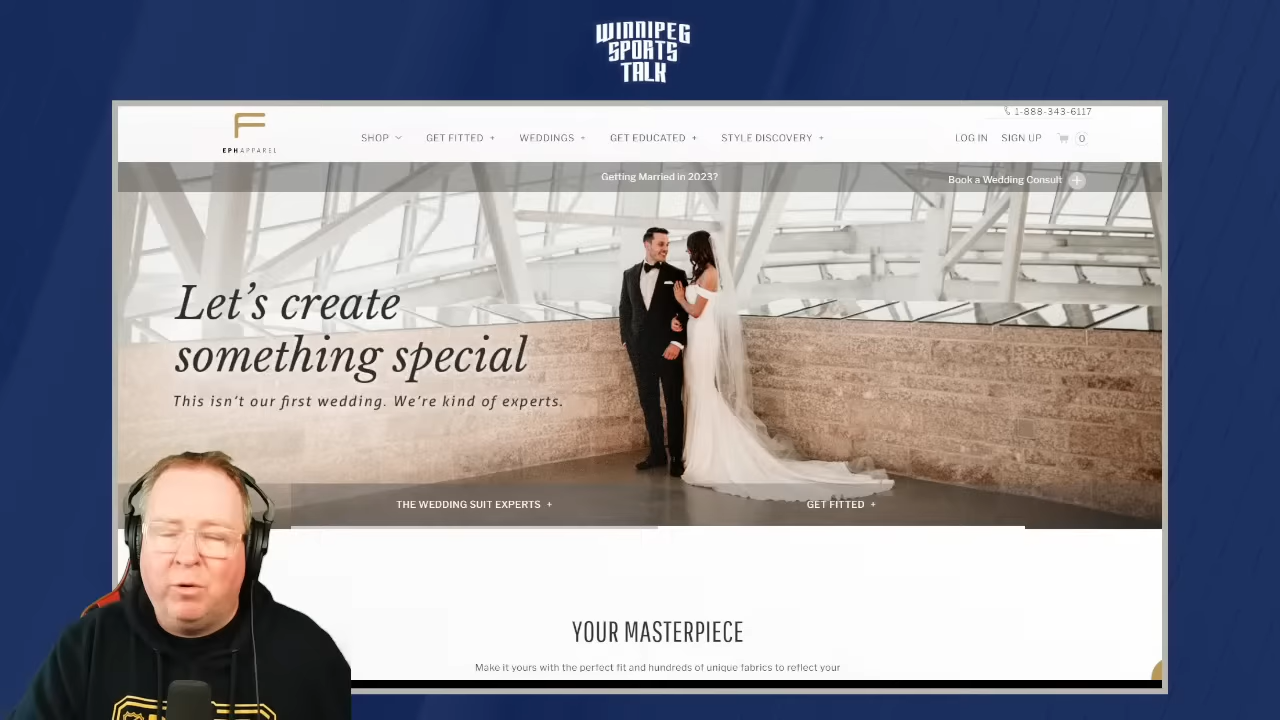 WINNIPEG
SPORTS
TALK
1-888-343-6117
EPHAPPAREL
SHOP
GET FITTED +
WEDDINGS +
GET EDUCATED +
STYLE DISCOVERY +
LOG IN
SIGN UP
0
Getting Married in 2023?
Book a Wedding Consult +
Let's create
something special
This isn't our first wedding. We're kind of experts.
THE WEDDING SUIT EXPERTS +
GET FITTED +
YOUR MASTERPIECE
Make it yours with the perfect fit and hundreds of unique fabrics to reflect your